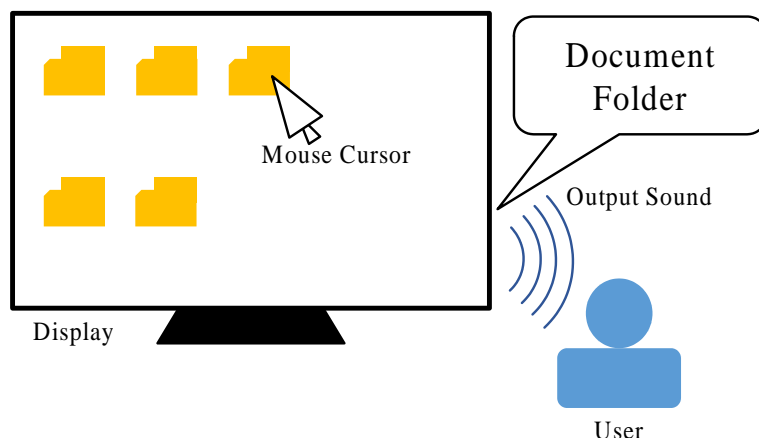 Document
Folder
Mouse Cursor
Output Sound
Display
User